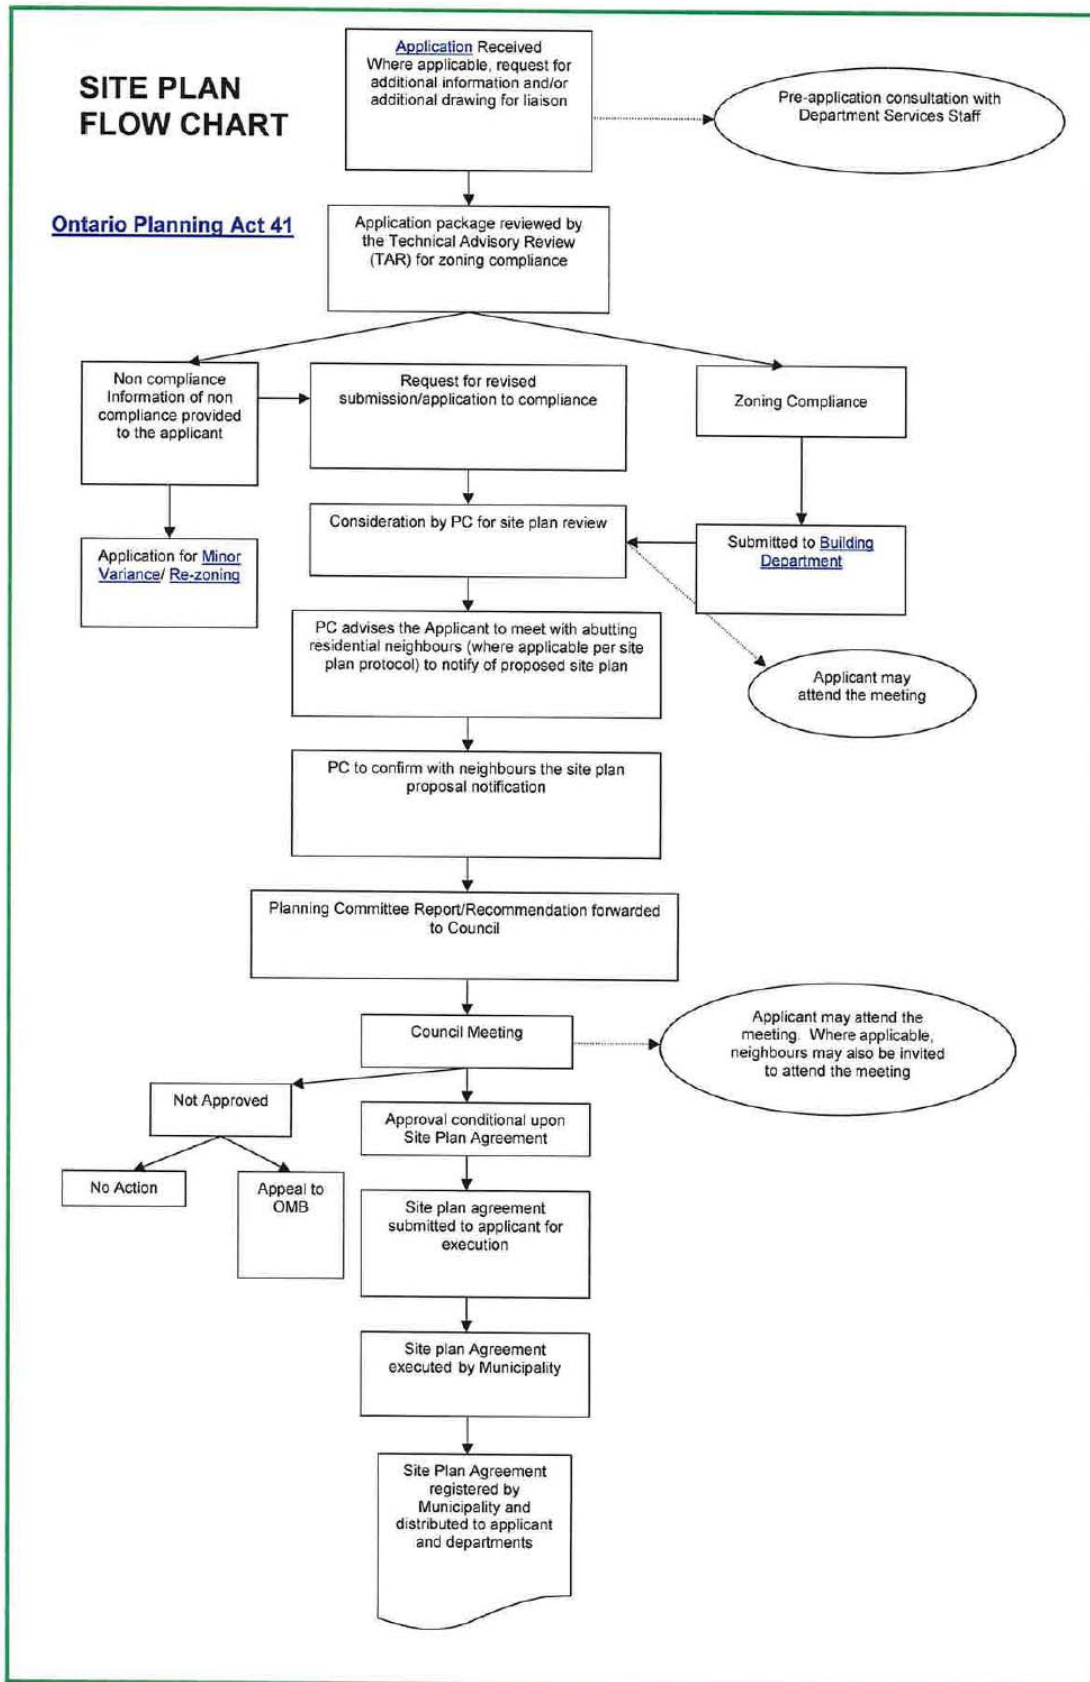 SITE PLAN
FLOW CHART
Application Received
Where applicable, request for
additional information and/or
additional drawing for liaison
Pre-application consultation with
Department Services Staff
Ontario Planning Act 41
Application package reviewed by
the Technical Advisory Review
(TAR) for zoning compliance
Non compliance
Information of non
compliance provided
to the applicant
Request for revised
submission/application to compliance
Zoning Compliance
Application for Minor
Variance/ Re-zoning
Consideration by PC for site plan review
Submitted to Building
Department
PC advises the Applicant to meet with abutting
residential neighbours (where applicable per site
plan protocol) to notify of proposed site plan
Applicant may
attend the meeting
PC to confirm with neighbours the site plan
proposal notification
Planning Committee Report/Recommendation forwarded
to Council
Council Meeting
Applicant may attend the
meeting. Where applicable,
neighbours may also be invited
to attend the meeting
Not Approved
Approval conditional upon
Site Plan Agreement
No Action
Appeal to
OMB
Site plan agreement
submitted to applicant for
execution
Site plan Agreement
executed by Municipality
Site Plan Agreement
registered by
Municipality and
distributed to applicant
and departments